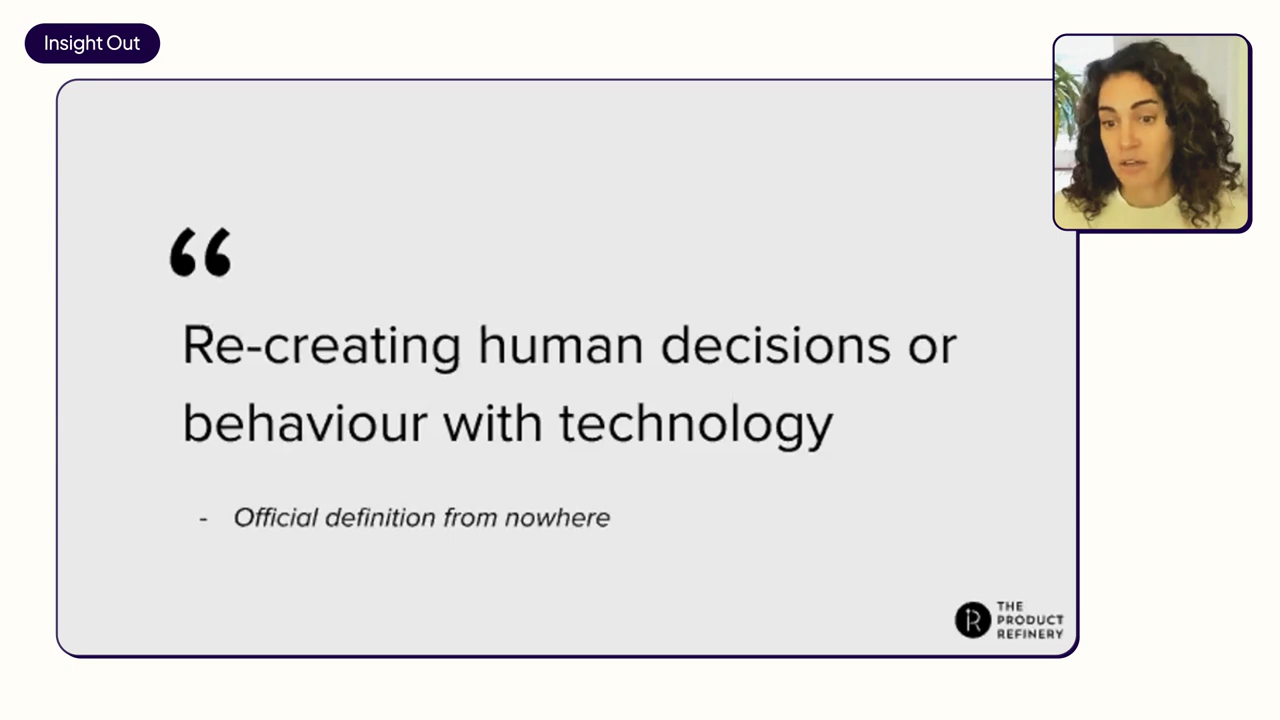 Insight Out
“
Re-creating human decisions or
behaviour with technology
- Official definition from nowhere
THE
PRODUCT
REFINERY